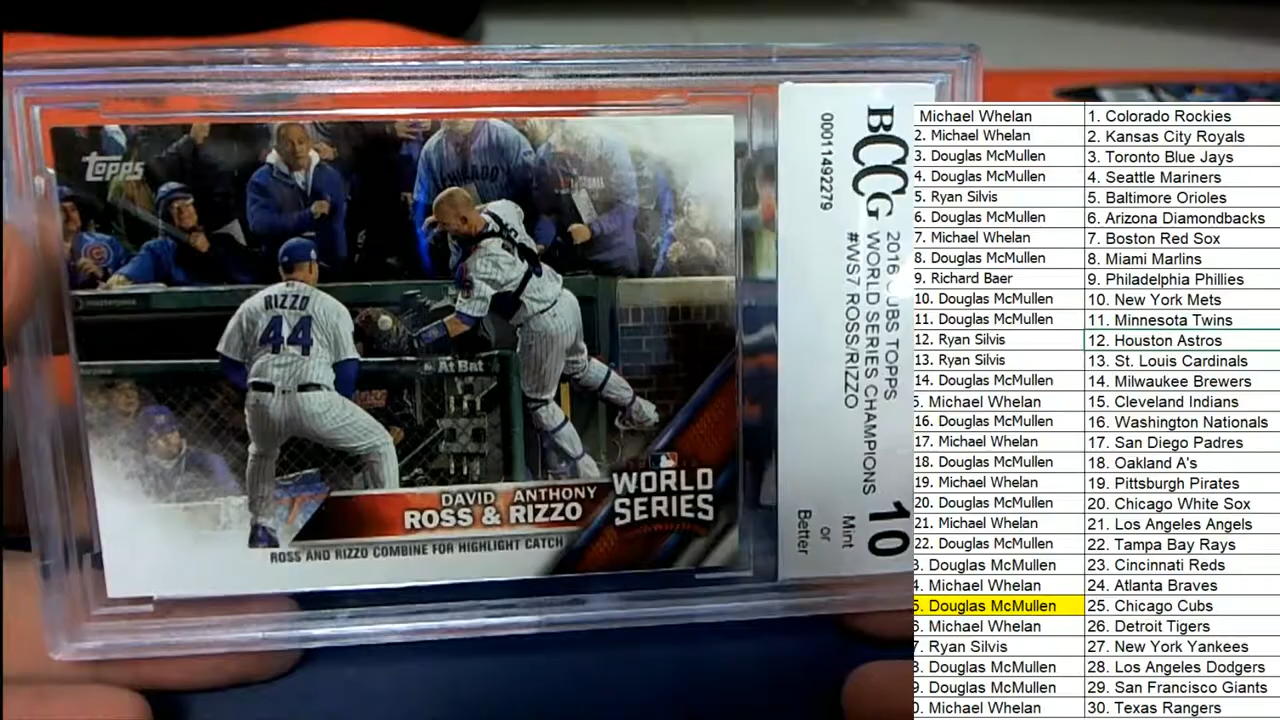 topps
RIZZO
44
At Bat
DAVID ANTHONY
ROSS & RIZZO
ROSS AND RIZZO COMBINE FOR HIGHLIGHT CATCH
WORLD
SERIES
BCCG
00011492279
2016 CUBS TOPPS
WORLD SERIES CHAMPIONS
#WS7 ROSS/RIZZO
10
Mint
or
Better
Michael Whelan 1. Colorado Rockies
2. Michael Whelan 2. Kansas City Royals
3. Douglas McMullen 3. Toronto Blue Jays
4. Douglas McMullen 4. Seattle Mariners
5. Ryan Silvis 5. Baltimore Orioles
6. Douglas McMullen 6. Arizona Diamondbacks
7. Michael Whelan 7. Boston Red Sox
8. Douglas McMullen 8. Miami Marlins
9. Richard Baer 9. Philadelphia Phillies
10. Douglas McMullen 10. New York Mets
11. Douglas McMullen 11. Minnesota Twins
12. Ryan Silvis 12. Houston Astros
13. Ryan Silvis 13. St. Louis Cardinals
14. Douglas McMullen 14. Milwaukee Brewers
5. Michael Whelan 15. Cleveland Indians
16. Douglas McMullen 16. Washington Nationals
17. Michael Whelan 17. San Diego Padres
18. Douglas McMullen 18. Oakland A's
19. Michael Whelan 19. Pittsburgh Pirates
20. Douglas McMullen 20. Chicago White Sox
21. Michael Whelan 21. Los Angeles Angels
22. Douglas McMullen 22. Tampa Bay Rays
3. Douglas McMullen 23. Cincinnati Reds
4. Michael Whelan 24. Atlanta Braves
5. Douglas McMullen 25. Chicago Cubs
6. Michael Whelan 26. Detroit Tigers
7. Ryan Silvis 27. New York Yankees
8. Douglas McMullen 28. Los Angeles Dodgers
9. Douglas McMullen 29. San Francisco Giants
0. Michael Whelan 30. Texas Rangers